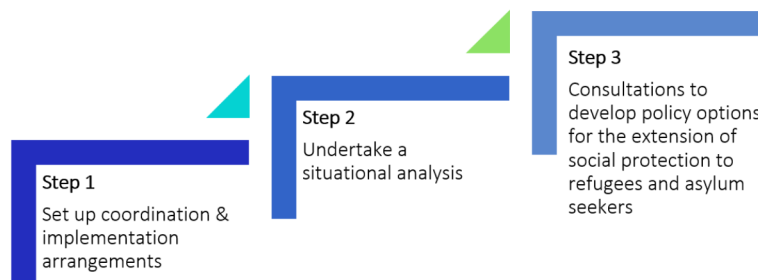 Step 1
Set up coordination &
implementation
arrangements
Step 2
Undertake a
situational analysis
Step 3
Consultations to
develop policy options
for the extension of
social protection to
refugees and asylum
seekers